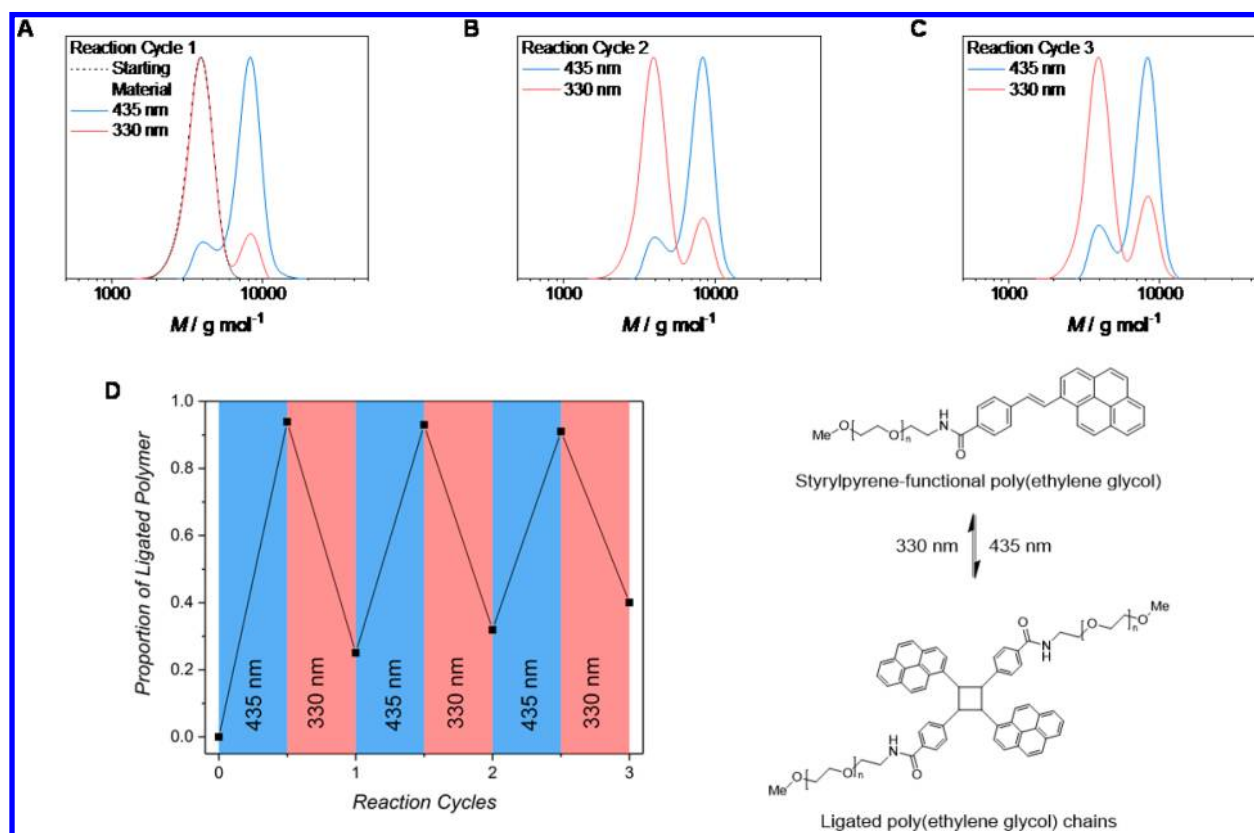 A
Reaction Cycle 1
Starting
Material
435 nm
330 nm
1000
10000
M / g mol-1
B
Reaction Cycle 2
435 nm
330 nm
1000
10000
M / g mol-1
C
Reaction Cycle 3
435 nm
330 nm
1000
10000
M / g mol-1
D
Proportion of Ligated Polymer
1.0
0.8
0.6
0.4
0.2
0.0
435 nm
330 nm
435 nm
330 nm
435 nm
330 nm
0
1
2
3
Reaction Cycles
MeO
O
n
H
N
O
Styrylpyrene-functional poly(ethylene glycol)
330 nm
435 nm
O
N
H
O
n
OMe
MeO
O
n
H
N
O
Ligated poly(ethylene glycol) chains